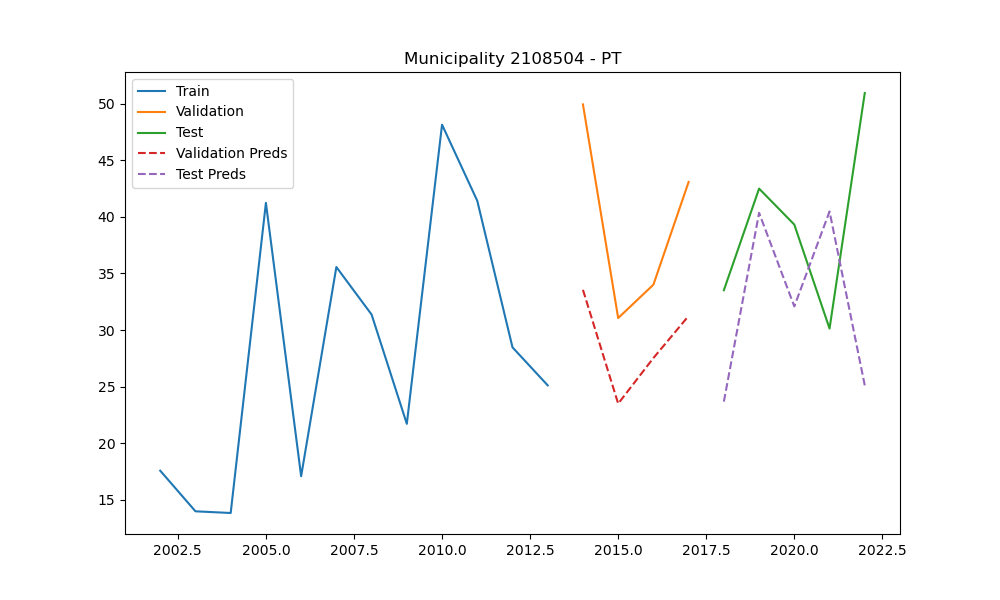 Municipality 2108504 - PT
Train
Validation
Test
Validation Preds
Test Preds
50
45
40
35
30
25
20
15
2002.5 2005.0 2007.5 2010.0 2012.5 2015.0 2017.5 2020.0 2022.5